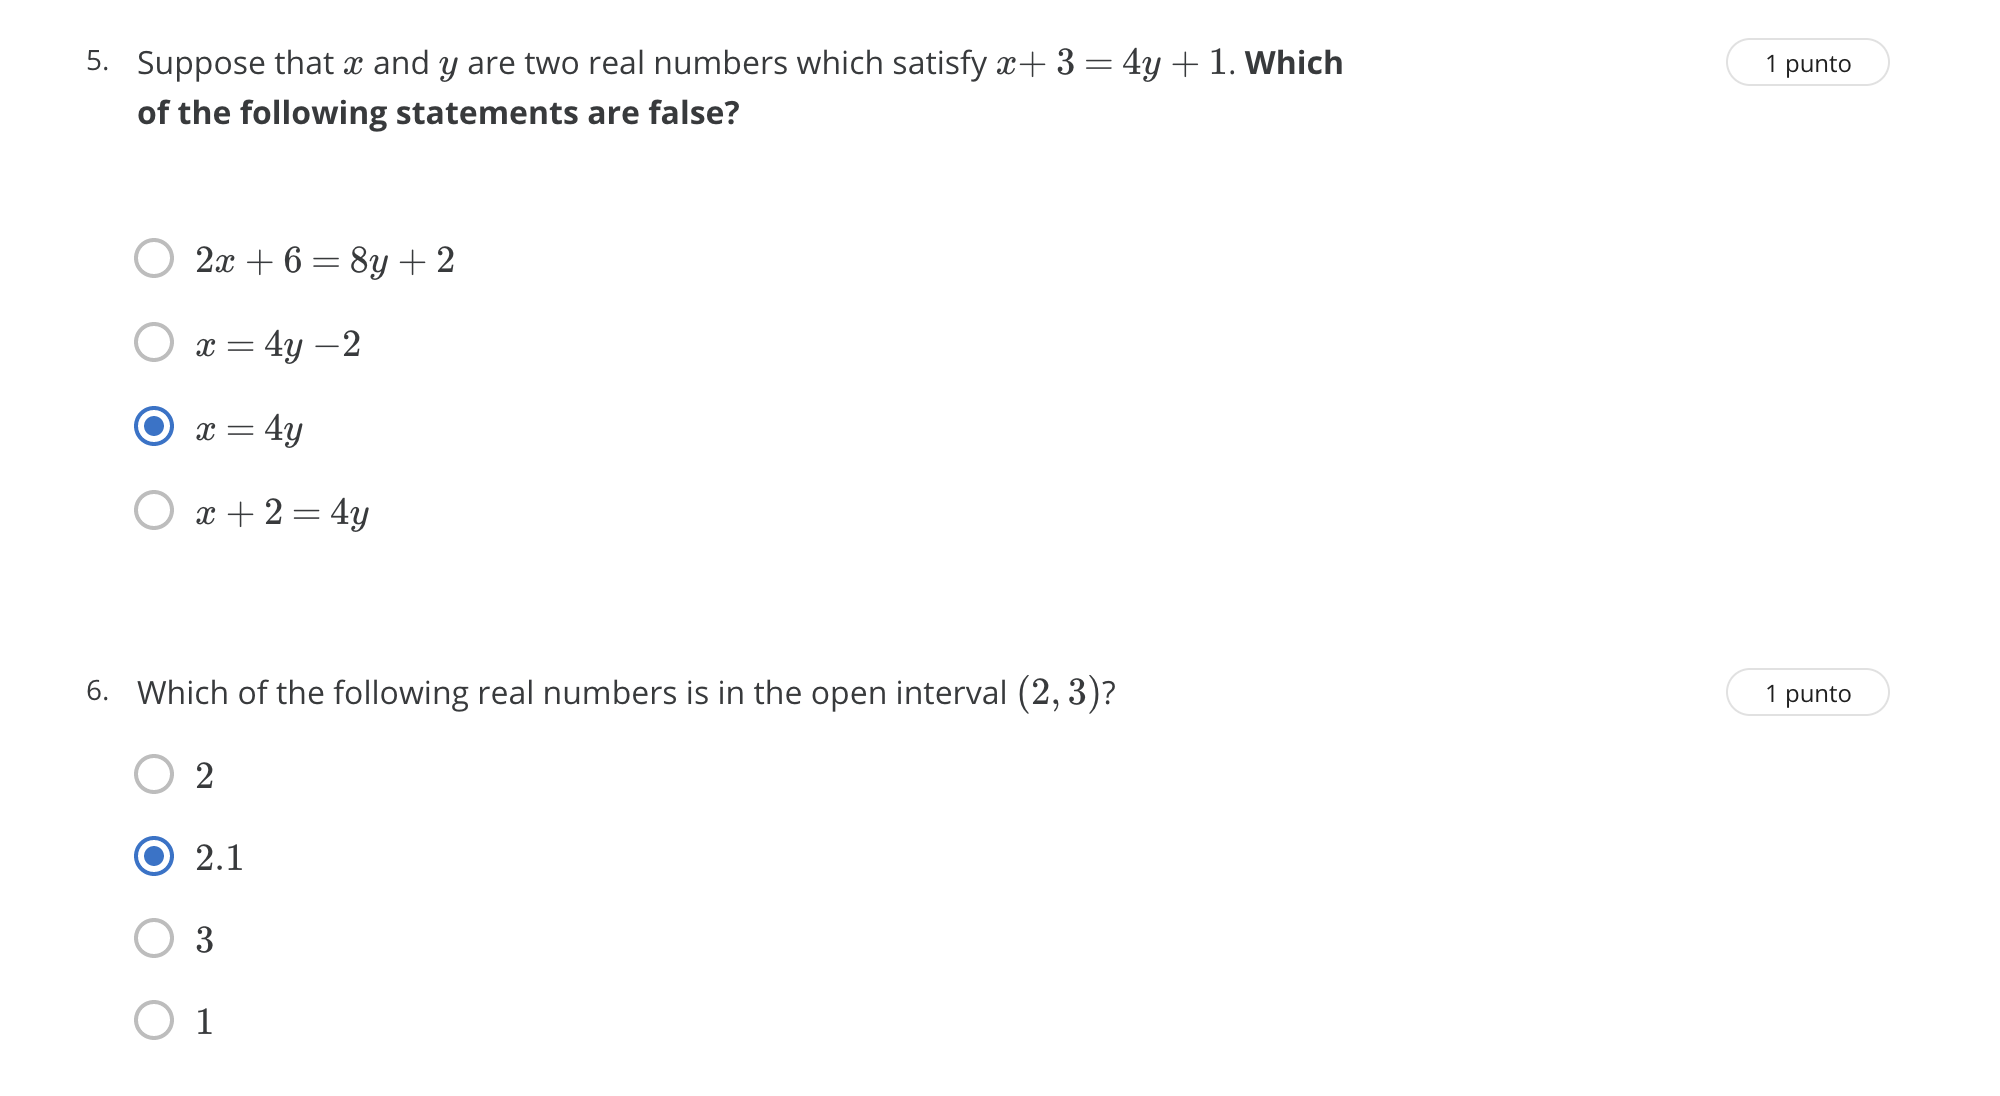 5. Suppose that x and y are two real numbers which satisfy x+ 3 = 4y + 1. Which 1 punto
of the following statements are false?
2x + 6 = 8y + 2
x = 4y −2
x = 4y
x + 2 = 4y
6. Which of the following real numbers is in the open interval (2, 3)? 1 punto
2
2.1
3
1